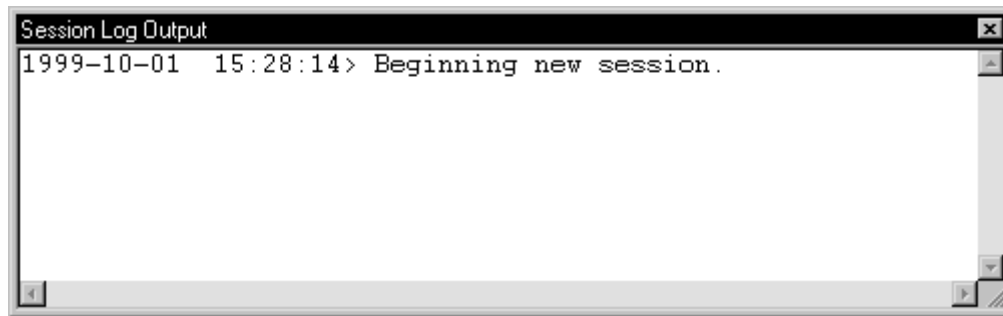 Session Log Output
1999-10-01  15:28:14> Beginning new session.